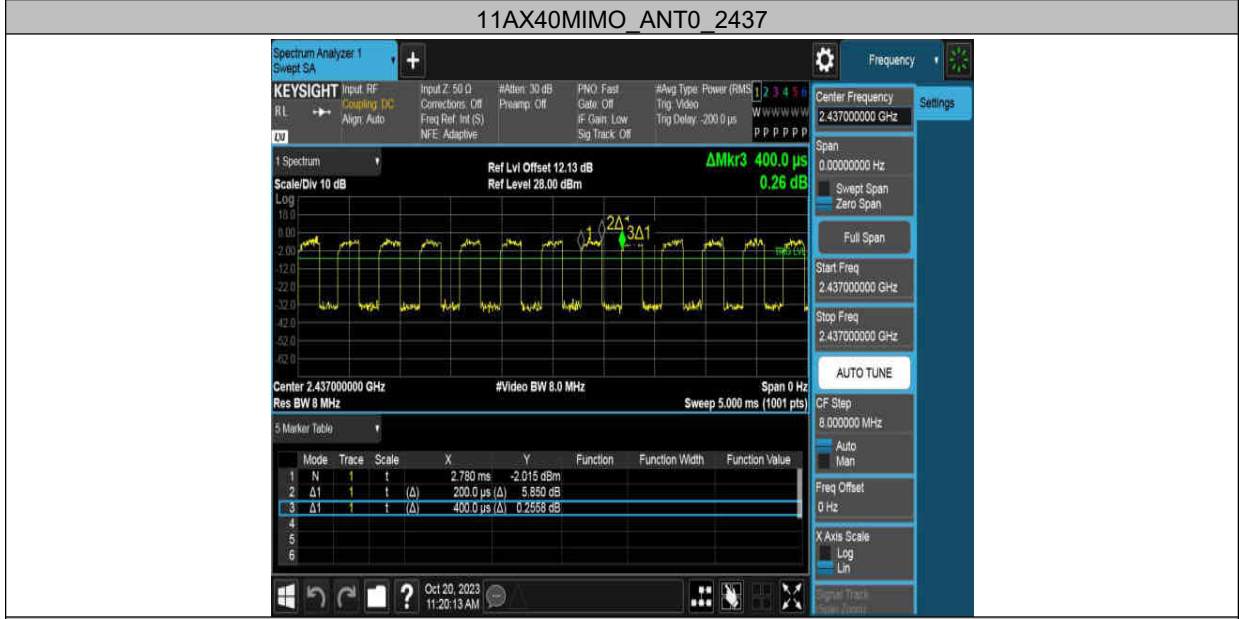 11AX40MIMO_ANT0_2437
Spectrum Analyzer 1
Swept SA
+
Frequency
KEYSIGHT
RL
LXI
Input: RF
Coupling: DC
Align: Auto
Input Z: 50 Ω
Corrections: Off
Freq Ref: Int (S)
NFE: Adaptive
#Atten: 30 dB
Preamp: Off
PNO: Fast
Gate: Off
IF Gain: Low
Sig Track: Off
#Avg Type: Power (RMS
Trig: Video
Trig Delay: -200.0 µs
1 2 3 4 5 6
W W W W W W
P P P P P P
1 Spectrum
Scale/Div 10 dB
Log
Ref Lvl Offset 12.13 dB
Ref Level 28.00 dBm
ΔMkr3 400.0 µs
0.26 dB
18.0
8.00
-2.00
-12.0
-22.0
-32.0
-42.0
-52.0
-62.0
1
2Δ1
3Δ1
TRIG LVL
Center 2.437000000 GHz
Res BW 8 MHz
#Video BW 8.0 MHz
Span 0 Hz
Sweep 5.000 ms (1001 pts)
5 Marker Table
Mode Trace Scale X Y Function Function Width Function Value
1 N 1 t 2.780 ms -2.015 dBm
2 Δ1 1 t (Δ) 200.0 µs (Δ) 5.850 dB
3 Δ1 1 t (Δ) 400.0 µs (Δ) 0.2558 dB
4
5
6
?
Oct 20, 2023
11:20:13 AM
Center Frequency
2.437000000 GHz
Span
0.00000000 Hz
Swept Span
Zero Span
Full Span
Start Freq
2.437000000 GHz
Stop Freq
2.437000000 GHz
AUTO TUNE
CF Step
8.000000 MHz
Auto
Man
Freq Offset
0 Hz
X Axis Scale
Log
Lin
Signal Track
(Span Zoom)
Settings